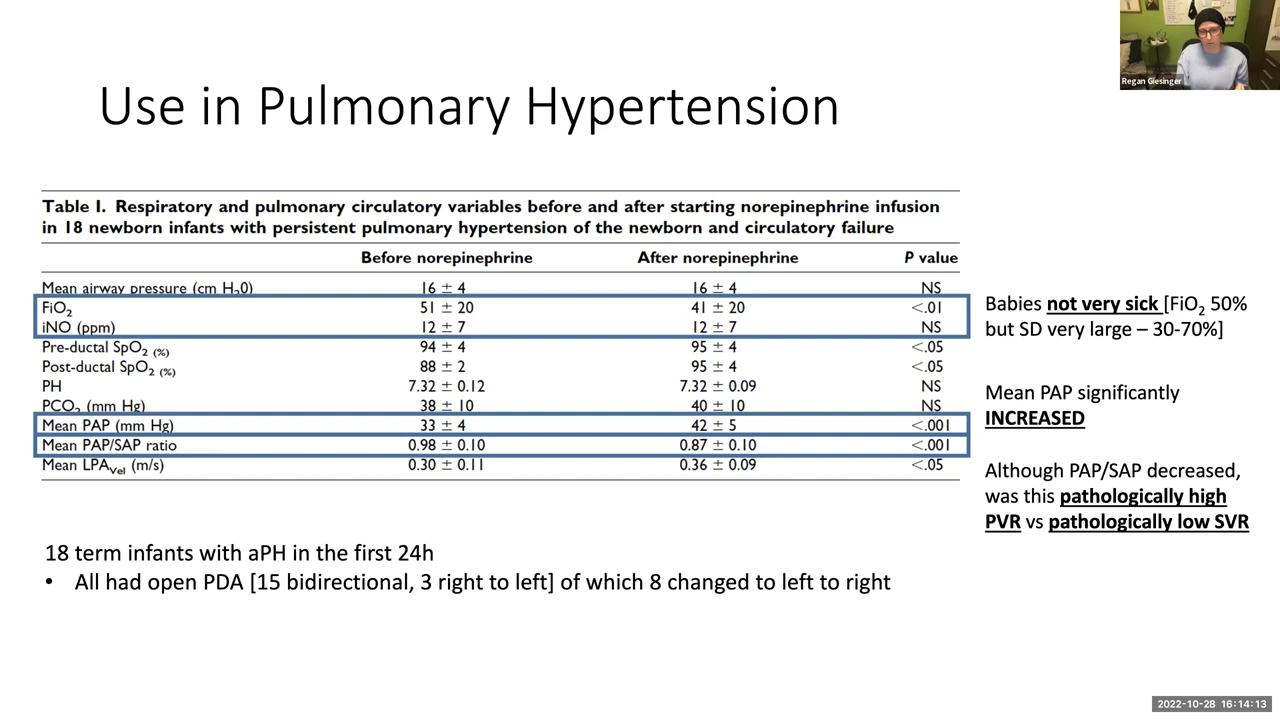 Regan Giesinger
Use in Pulmonary Hypertension
Table I. Respiratory and pulmonary circulatory variables before and after starting norepinephrine infusion
in 18 newborn infants with persistent pulmonary hypertension of the newborn and circulatory failure
Before norepinephrine After norepinephrine P value
Mean airway pressure (cm H₂0) 16 ± 4 16 ± 4 NS
FiO₂ 51 ± 20 41 ± 20 <.01
iNO (ppm) 12 ± 7 12 ± 7 NS
Pre-ductal SpO₂ (%) 94 ± 4 95 ± 4 <.05
Post-ductal SpO₂ (%) 88 ± 2 95 ± 4 <.05
PH 7.32 ± 0.12 7.32 ± 0.09 NS
PCO₂ (mm Hg) 38 ± 10 40 ± 10 NS
Mean PAP (mm Hg) 33 ± 4 42 ± 5 <.001
Mean PAP/SAP ratio 0.98 ± 0.10 0.87 ± 0.10 <.001
Mean LPAVel (m/s) 0.30 ± 0.11 0.36 ± 0.09 <.05
Babies not very sick [FiO₂ 50%
but SD very large – 30-70%]
Mean PAP significantly
INCREASED
Although PAP/SAP decreased,
was this pathologically high
PVR vs pathologically low SVR
18 term infants with aPH in the first 24h
• All had open PDA [15 bidirectional, 3 right to left] of which 8 changed to left to right
2022-10-28 16:14:13